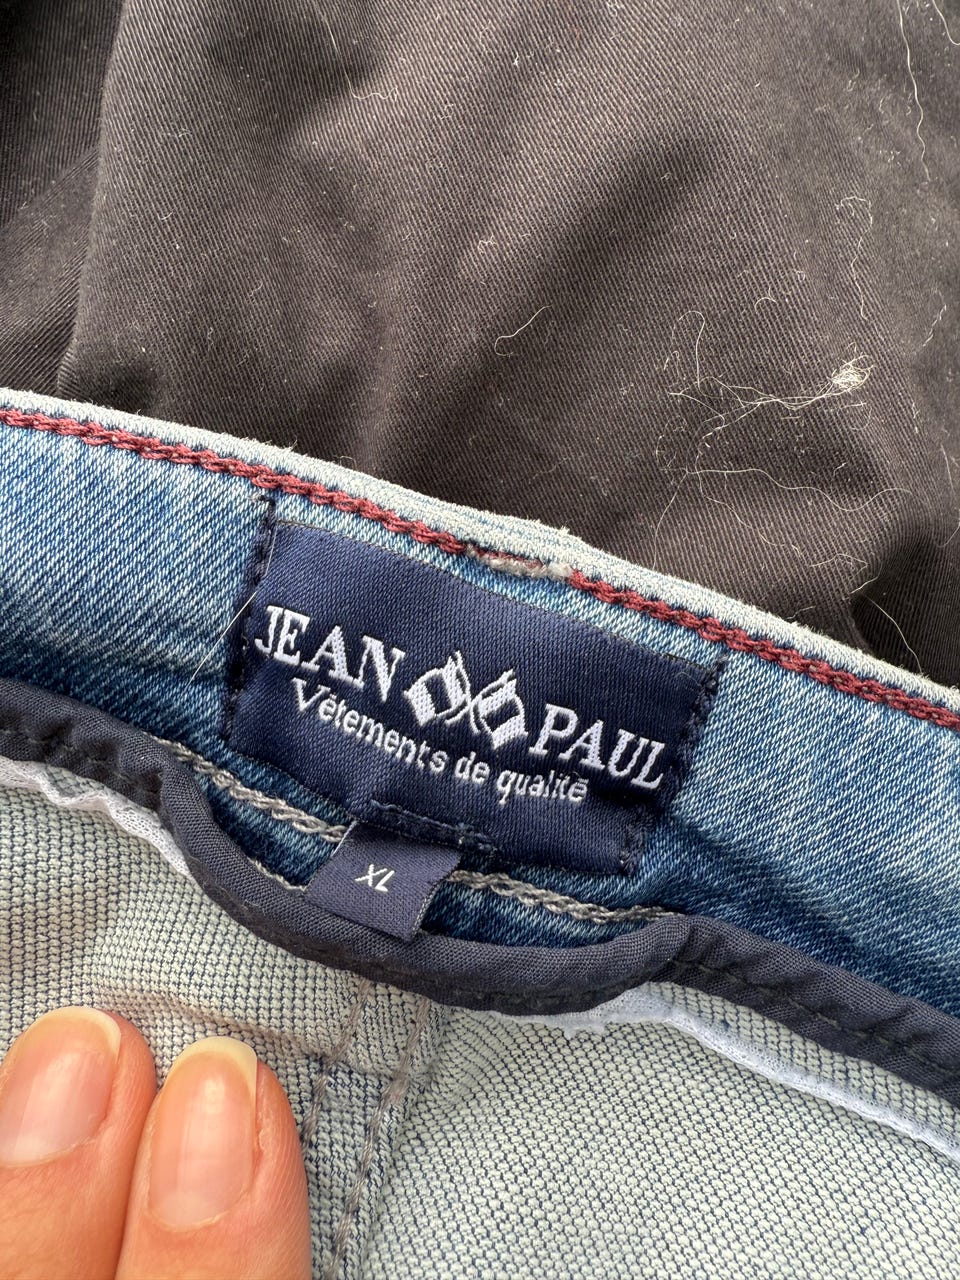 JEAN PAUL
Vêtements de qualité
XL